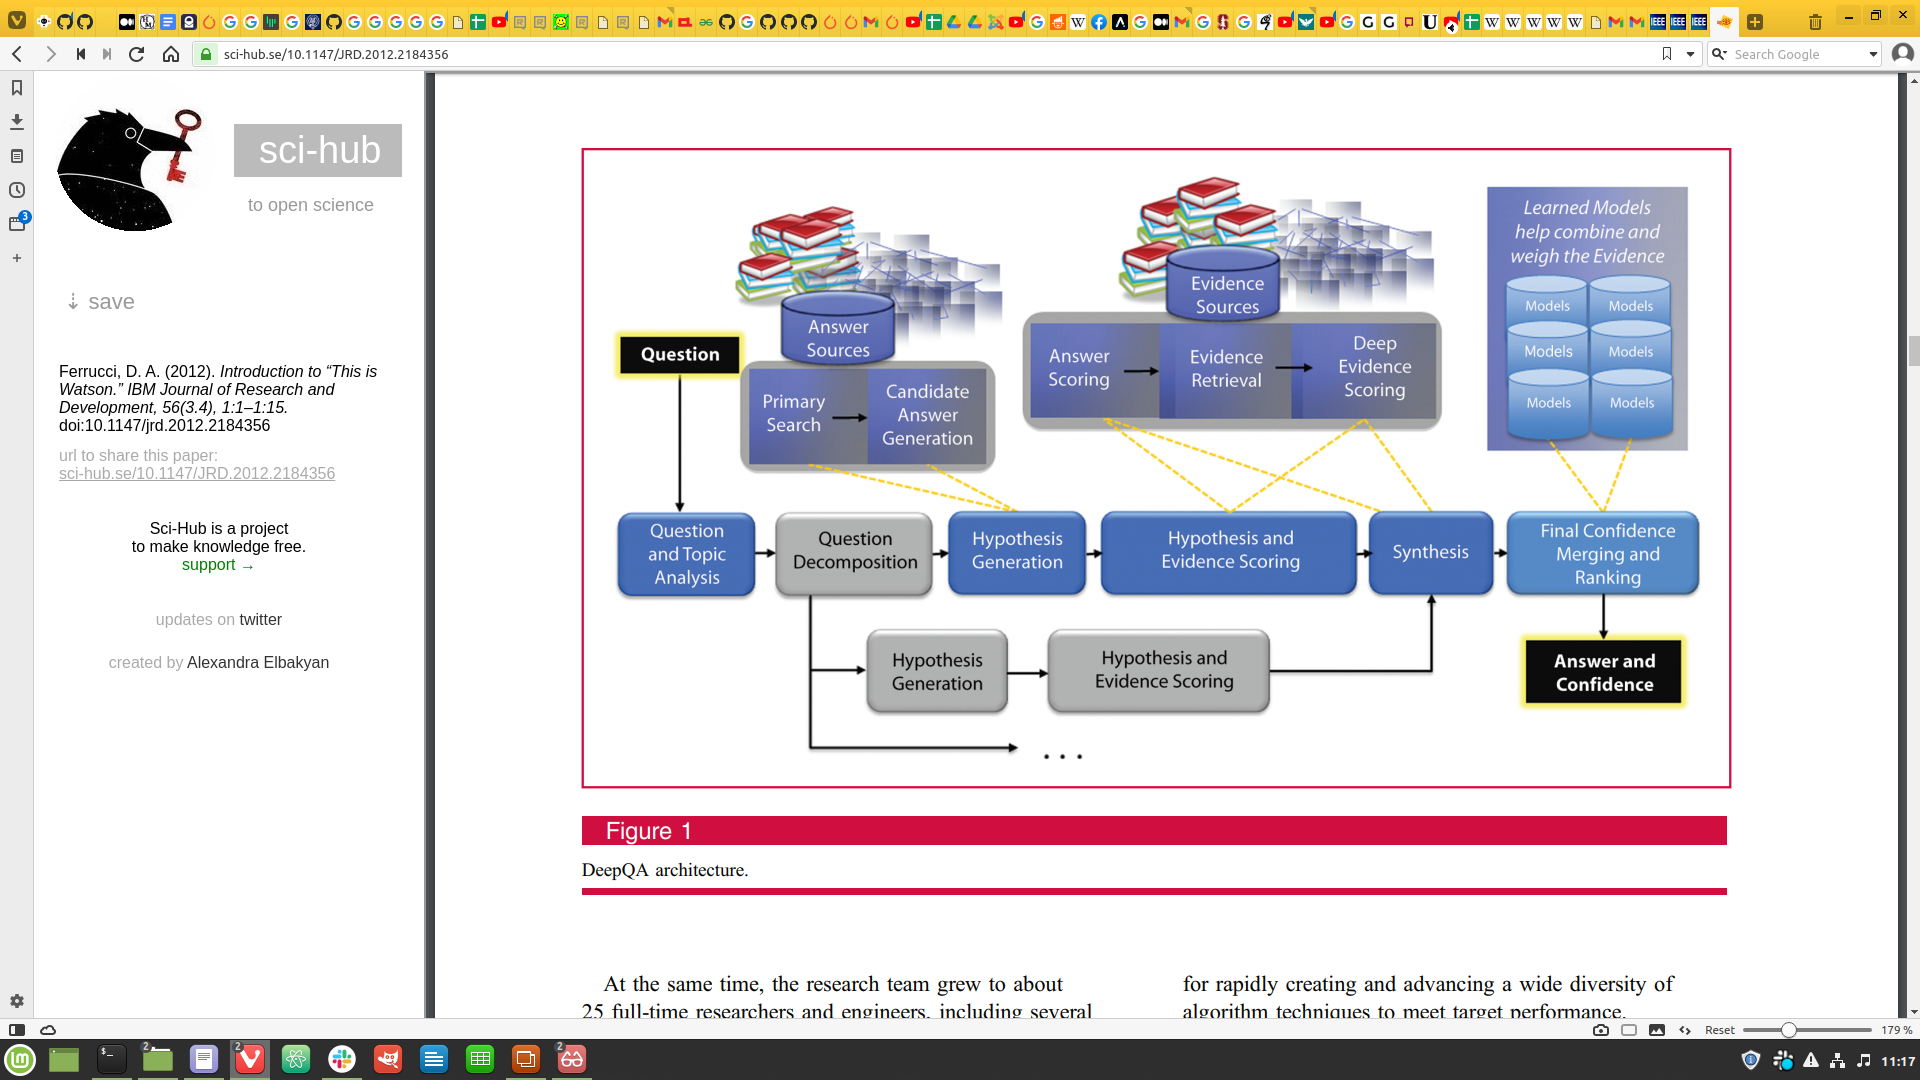 sci-hub.se/10.1147/JRD.2012.2184356
Search Google
3
sci-hub
to open science
⇣ save
Ferrucci, D. A. (2012). Introduction to “This is
Watson.” IBM Journal of Research and
Development, 56(3.4), 1:1–1:15.
doi:10.1147/jrd.2012.2184356
url to share this paper:
sci-hub.se/10.1147/JRD.2012.2184356
Sci-Hub is a project
to make knowledge free.
support →
updates on twitter
created by Alexandra Elbakyan
Learned Models
help combine and
weigh the Evidence
Models
Models
Models
Models
Models
Models
Evidence
Sources
Answer
Sources
Question
Primary
Search
Candidate
Answer
Generation
Answer
Scoring
Evidence
Retrieval
Deep
Evidence
Scoring
Question
and Topic
Analysis
Question
Decomposition
Hypothesis
Generation
Hypothesis and
Evidence Scoring
Synthesis
Final Confidence
Merging and
Ranking
Hypothesis
Generation
Hypothesis and
Evidence Scoring
Answer and
Confidence
. . .
Figure 1
DeepQA architecture.
At the same time, the research team grew to about
25 full-time researchers and engineers, including several
for rapidly creating and advancing a wide diversity of
algorithm techniques to meet target performance.
Reset
179 %
2
2
2
11:17